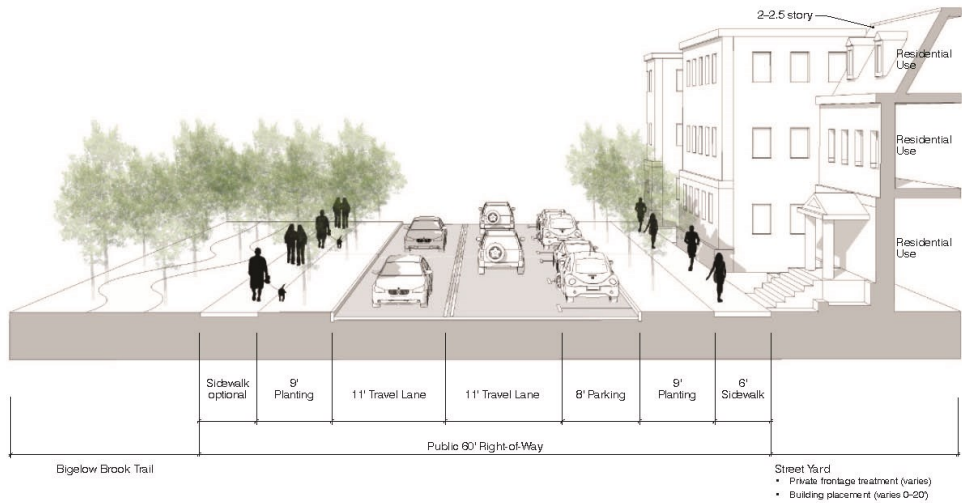 2–2.5 story
Residential
Use
Residential
Use
Residential
Use
Sidewalk
optional
9'
Planting
11' Travel Lane
11' Travel Lane
8' Parking
9'
Planting
6'
Sidewalk
Public 60' Right-of-Way
Bigelow Brook Trail
Street Yard
• Private frontage treatment (varies)
• Building placement (varies 0–20')